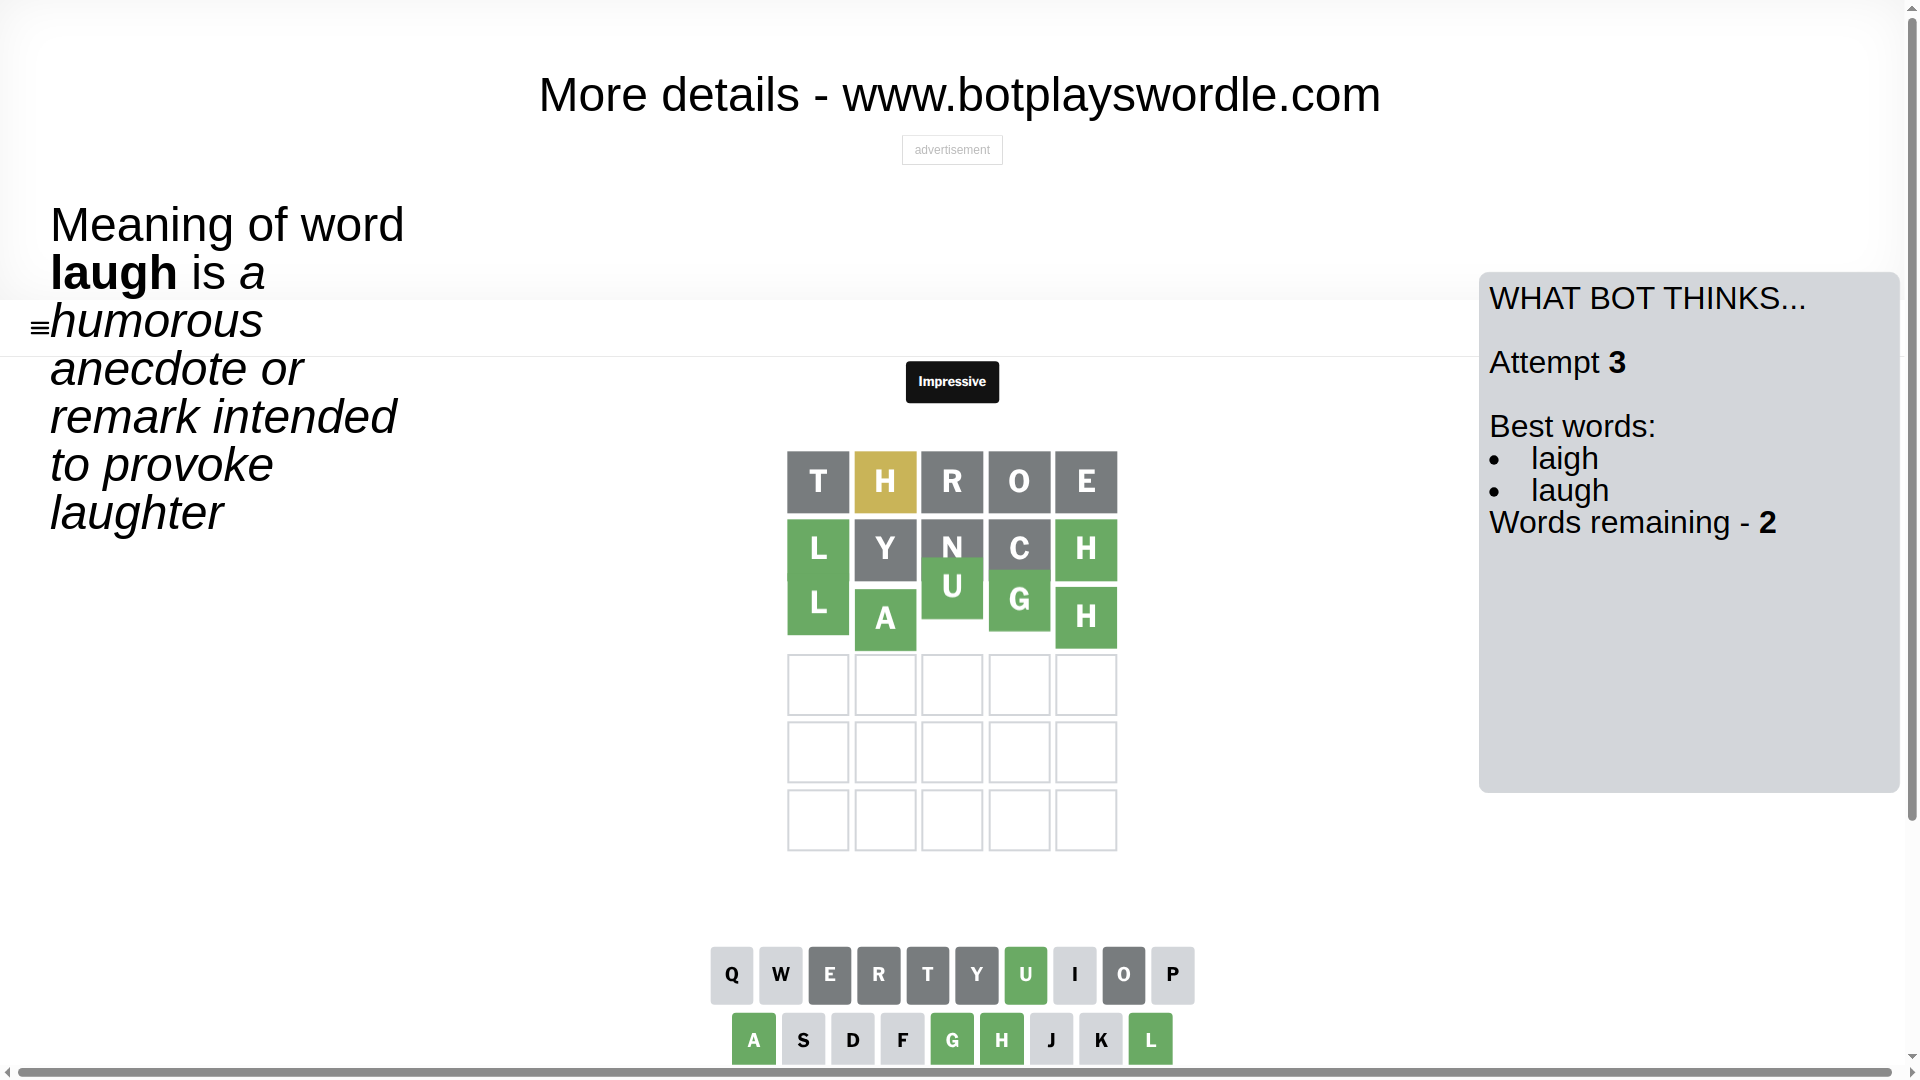 More details - www.botplayswordle.com
advertisement
Meaning of word
laugh is a
humorous
anecdote or
remark intended
to provoke
laughter
WHAT BOT THINKS...
Attempt 3
Best words:
• laigh
• laugh
Words remaining - 2
Impressive
T H R O E
L Y N C H
L A U G H
Q W E R T Y U I O P
A S D F G H J K L